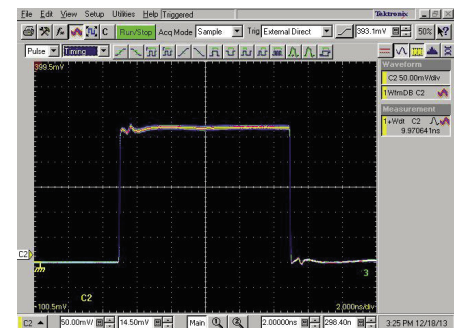 File Edit View Setup Utilities Help Triggered Tektronix
Run/Stop Acq Mode Sample Trig External Direct 393.1mV 50%
Pulse Timing
399.5mV
Waveform
C2 50.00mV/div
1WfmDB C2
Measurement
1+Wdt C2
9.970641ns
C2
3
C2
-100.5mV 2.000ns/div
C2 50.00mV 14.50mV Main 1 2 2.00000ns 298.40n 3:25 PM 12/18/13